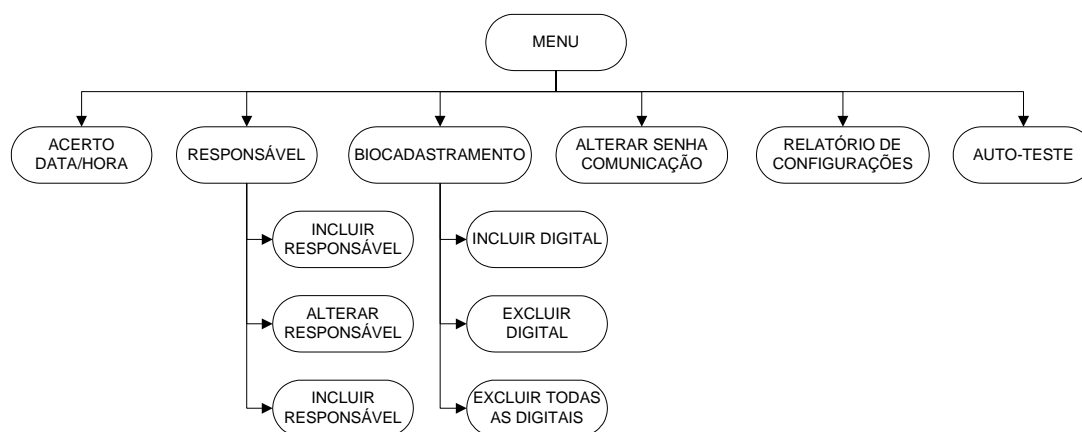 MENU
ACERTO
DATA/HORA
RESPONSÁVEL
BIOCADASTRAMENTO
ALTERAR SENHA
COMUNICAÇÃO
RELATÓRIO DE
CONFIGURAÇÕES
AUTO-TESTE
INCLUIR
RESPONSÁVEL
INCLUIR DIGITAL
ALTERAR
RESPONSÁVEL
EXCLUIR
DIGITAL
INCLUIR
RESPONSÁVEL
EXCLUIR TODAS
AS DIGITAIS